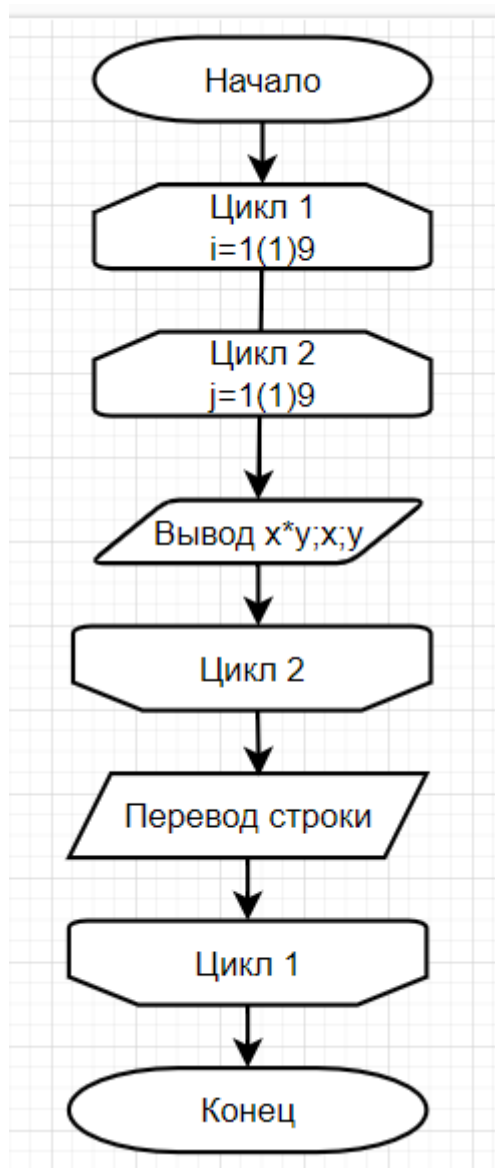 Начало
Цикл 1
i=1(1)9
Цикл 2
j=1(1)9
Вывод x*y;x;y
Цикл 2
Перевод строки
Цикл 1
Конец